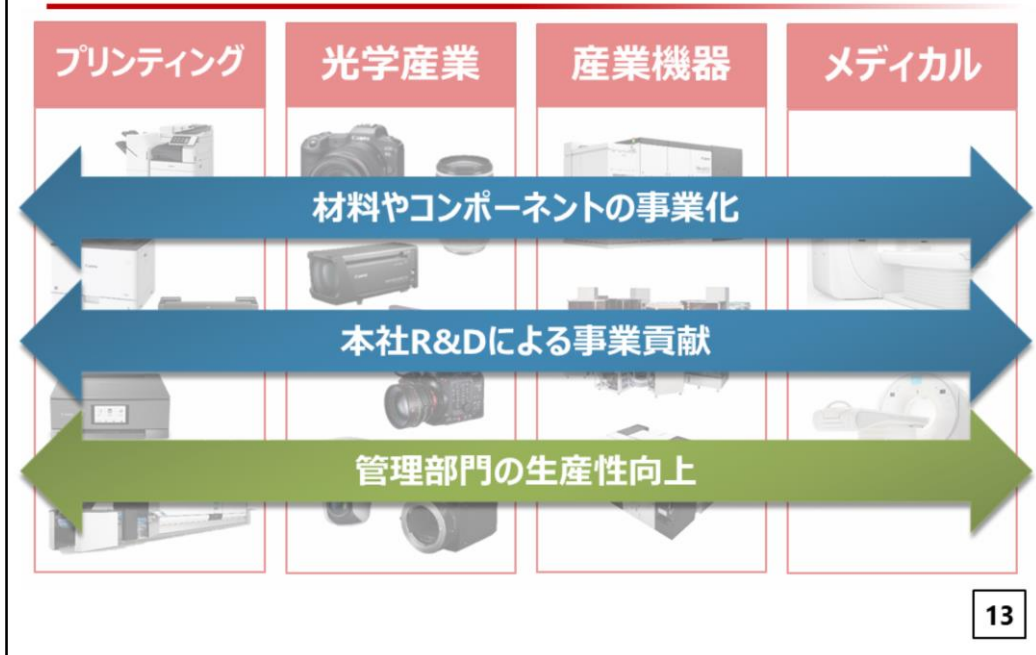 プリンティング
光学産業
産業機器
メディカル
材料やコンポーネントの事業化
本社R&Dによる事業貢献
管理部門の生産性向上
13